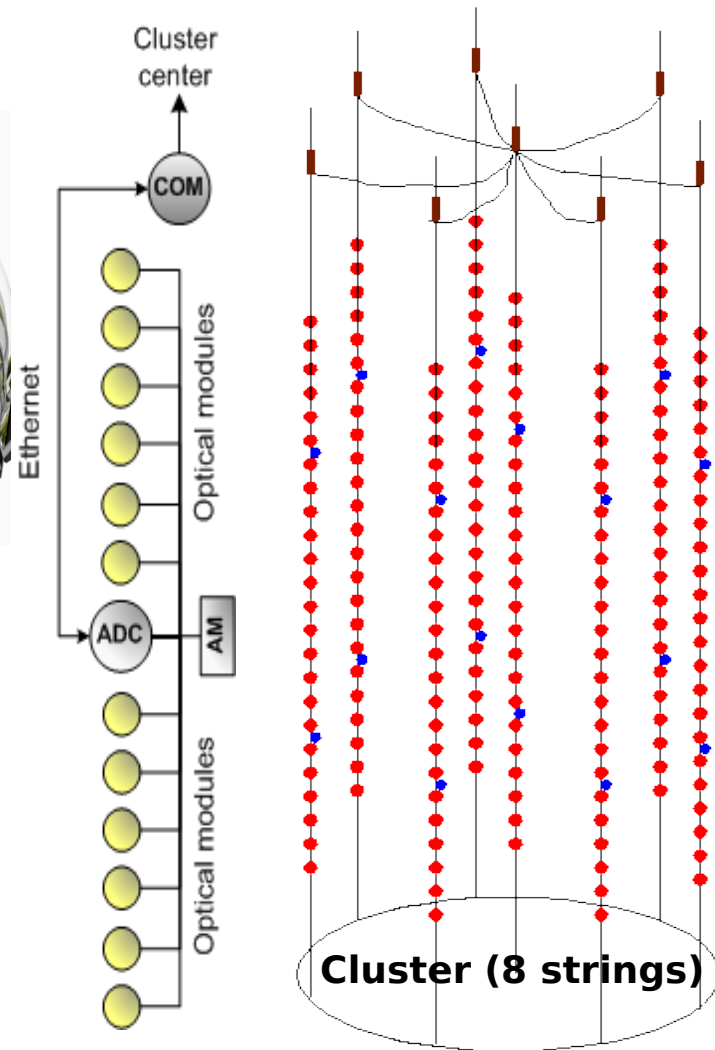 Cluster
center
COM
Ethernet
Optical modules
ADC
AM
Optical modules
Cluster (8 strings)